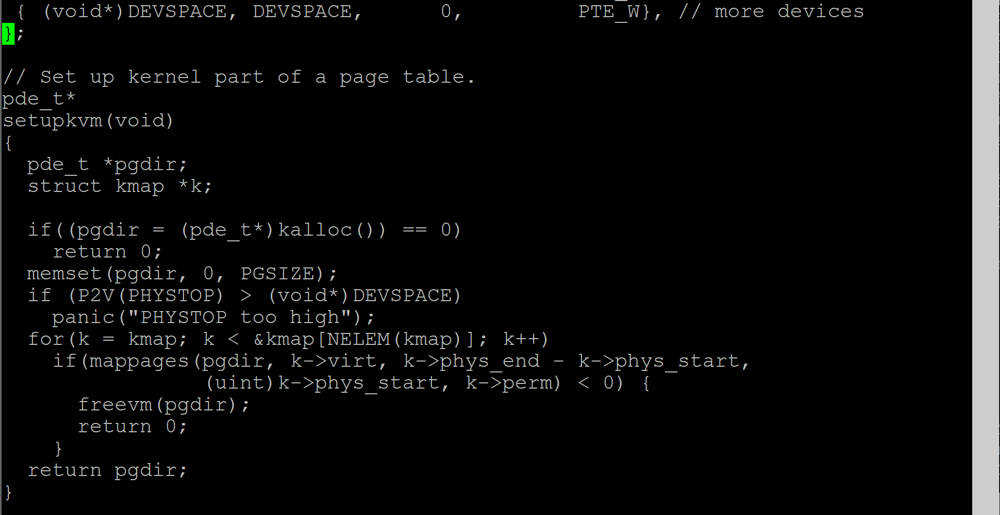 { (void*)DEVSPACE, DEVSPACE,      0,         PTE_W}, // more devices
};

// Set up kernel part of a page table.
pde_t*
setupkvm(void)
{
  pde_t *pgdir;
  struct kmap *k;

  if((pgdir = (pde_t*)kalloc()) == 0)
    return 0;
  memset(pgdir, 0, PGSIZE);
  if (P2V(PHYSTOP) > (void*)DEVSPACE)
    panic("PHYSTOP too high");
  for(k = kmap; k < &kmap[NELEM(kmap)]; k++)
    if(mappages(pgdir, k->virt, k->phys_end - k->phys_start,
                (uint)k->phys_start, k->perm) < 0) {
      freevm(pgdir);
      return 0;
    }
  return pgdir;
}